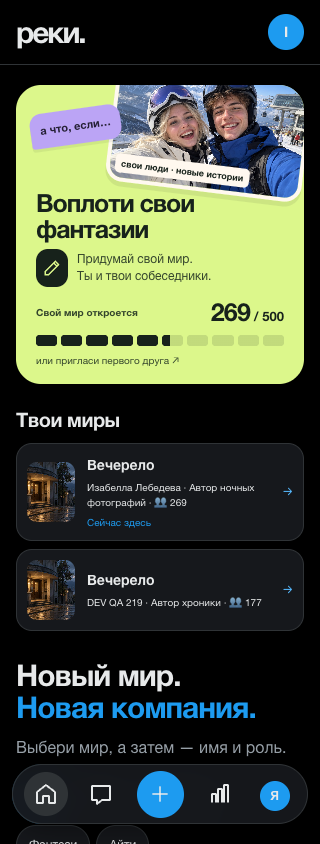 реки.
I
а что, если...
свои люди · новые истории
Воплоти свои
фантазии
Придумай свой мир.
Ты и твои собеседники.
Свой мир откроется
269 / 500
или пригласи первого друга ↗
Твои миры
Вечерело
Изабелла Лебедева · Автор ночных
фотографий · 👥 269
Сейчас здесь
→
Вечерело
DEV QA 219 · Автор хроники · 👥 177
→
Новый мир.
Новая компания.
Выбери мир, а затем — имя и роль.
Я
Фантази
Айти